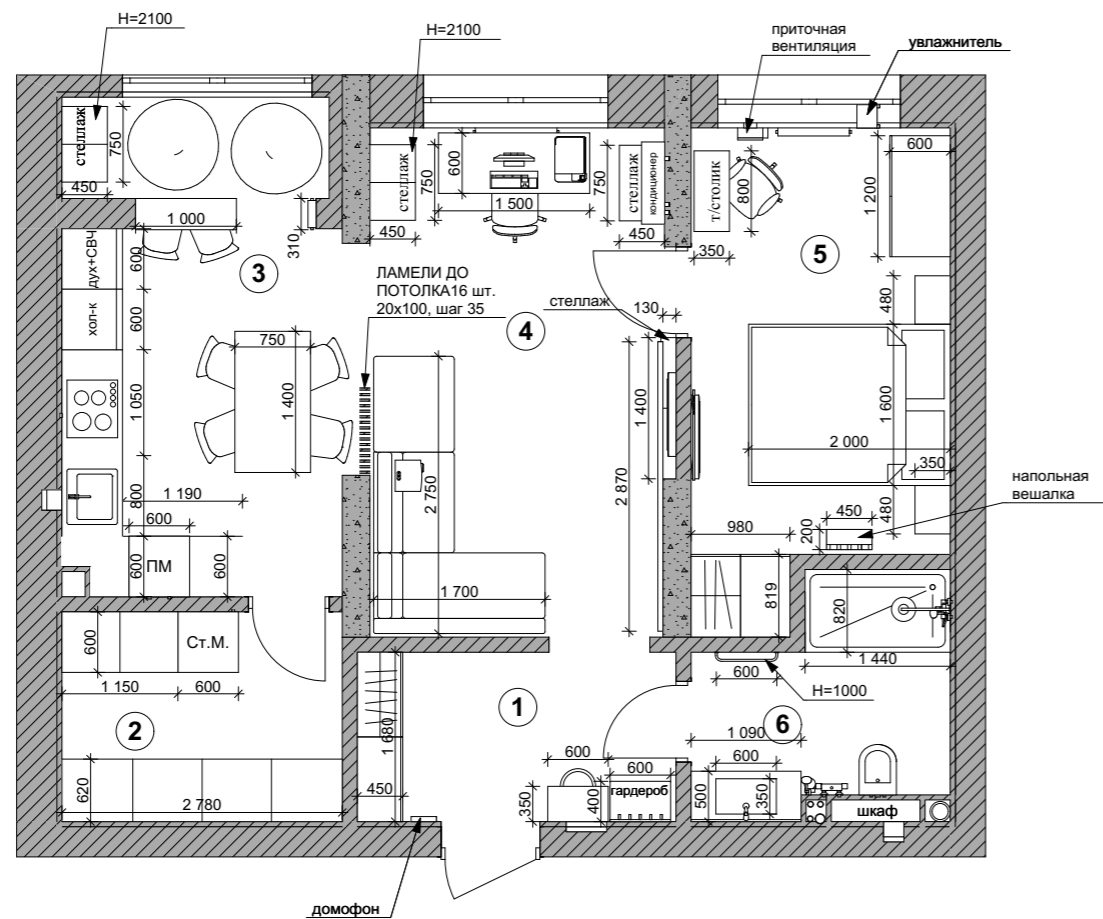 H=2100
H=2100
приточная
вентиляция
увлажнитель
стеллаж
750
450
1 000
310
3
дух+СВЧ
600
хол-к
600
1 050
800
750
1 400
1 190
600
600
ПМ
600
стеллаж
750
450
600
1 500
750
стеллаж
кондиционер
450
ЛАМЕЛИ ДО
ПОТОЛКА16 шт.
20х100, шаг 35
4
стеллаж
130
1 400
2 870
2 750
1 700
т/столик
800
350
600
1 200
5
480
1 600
2 000
350
480
напольная
вешалка
450
200
980
819
820
1 440
600
H=1000
600
Ст.М.
1 150
600
2
620
2 780
1
1 680
450
600
350
400
600
гардероб
6
1 090
600
500
350
шкаф
домофон